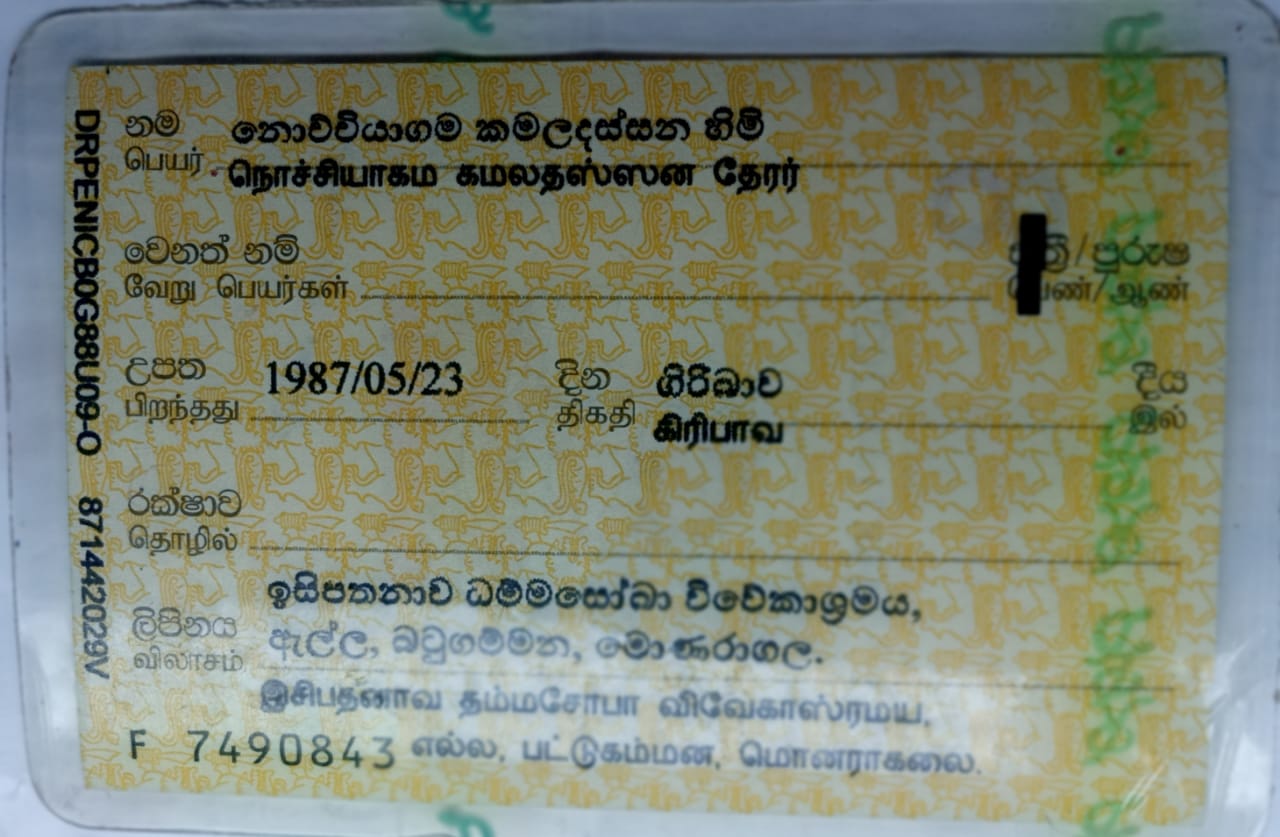 නම නොච්චියාගම කමලදස්සන හිමි
பெயர் நொச்சியாகம கமலதஸ்ஸன தேரர்
වෙනත් නම්
வேறு பெயர்கள்
/පුරුෂ
/ஆண்
උපත 1987/05/23 දින ගිරිබාව දීය
பிறந்தது திகதி கிரிபாவ இல்
රක්ෂාව
தொழில்
ඉසිපතනාව ධම්මසෝබා විවේකාශ්‍රමය,
ලිපිනය ඇල්ල, බටුගම්මන, මොණරාගල.
விலாசம்
இசிபதனாவ தம்மசோபா விவேகாஸ்ரமய,
F 7490843 எல்ல, பட்டுகம்மன, மொனராகலை.
DRPENICB0G88U09-O 871442029V